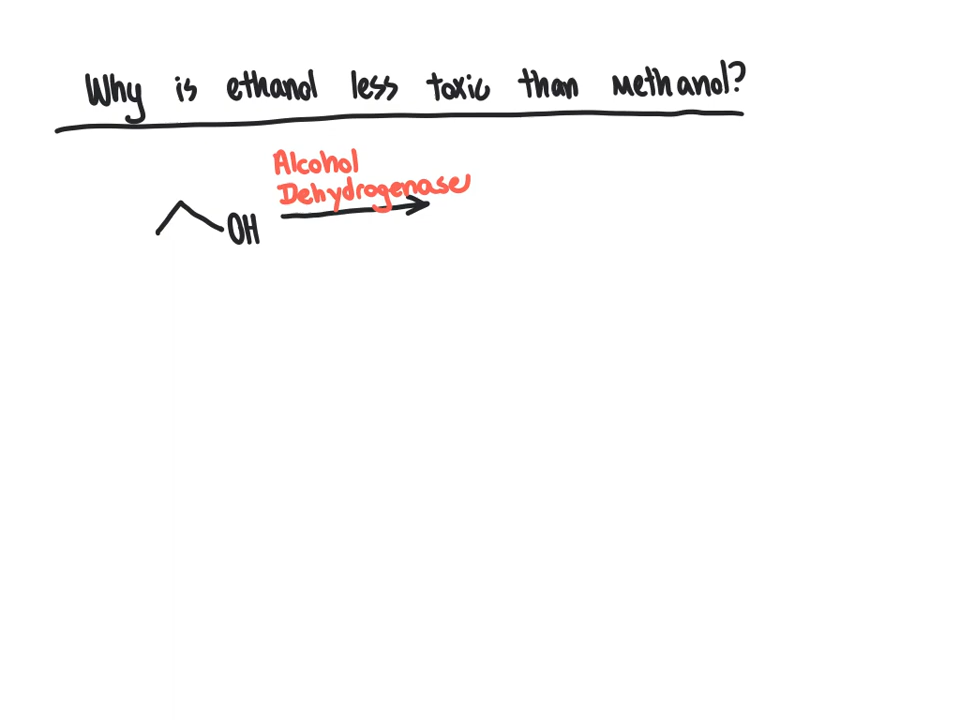 Why is ethanol less toxic than methanol?
Alcohol
Dehydrogenase
OH